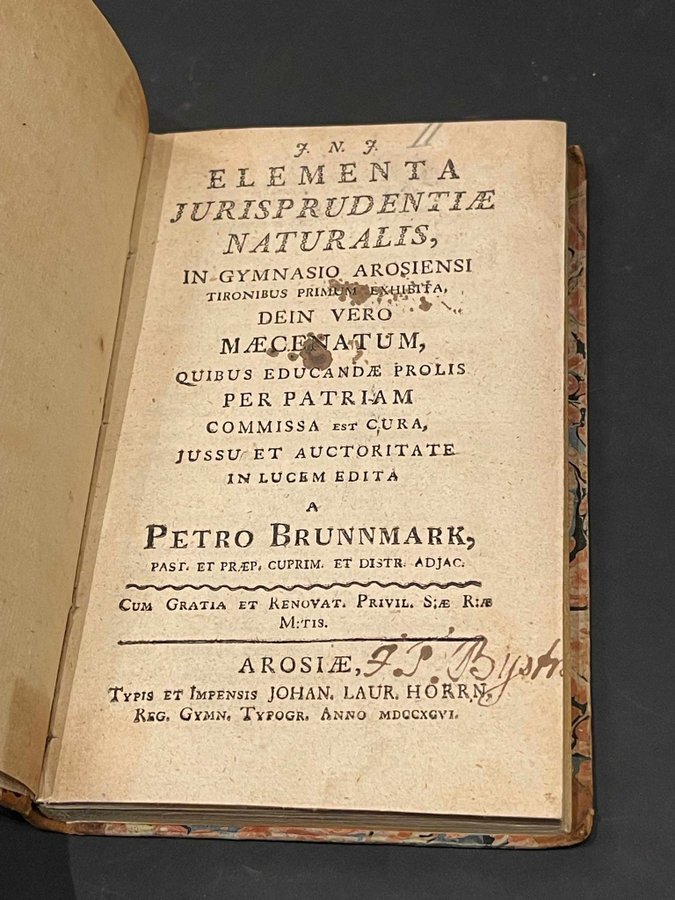 J. N. J.
ELEMENTA
JURISPRUDENTIÆ
NATURALIS,
IN GYMNASIO AROSIENSI
TIRONIBUS PRIMUM EXHIBITA,
DEIN VERO
MÆCENATUM,
QUIBUS EDUCANDÆ PROLIS
PER PATRIAM
COMMISSA EST CURA,
JUSSU ET AUCTORITATE
IN LUCEM EDITA
A
PETRO BRUNNMARK,
PAST. ET PRÆP. CUPRIM. ET DISTR. ADJAC.
CUM GRATIA ET RENOVAT. PRIVIL. S:Æ R:Æ
M:TIS.
AROSIÆ,
TYPIS ET IMPENSIS JOHAN. LAUR. HORRN,
REG. GYMN. TYPOGR. ANNO MDCCXCVI.